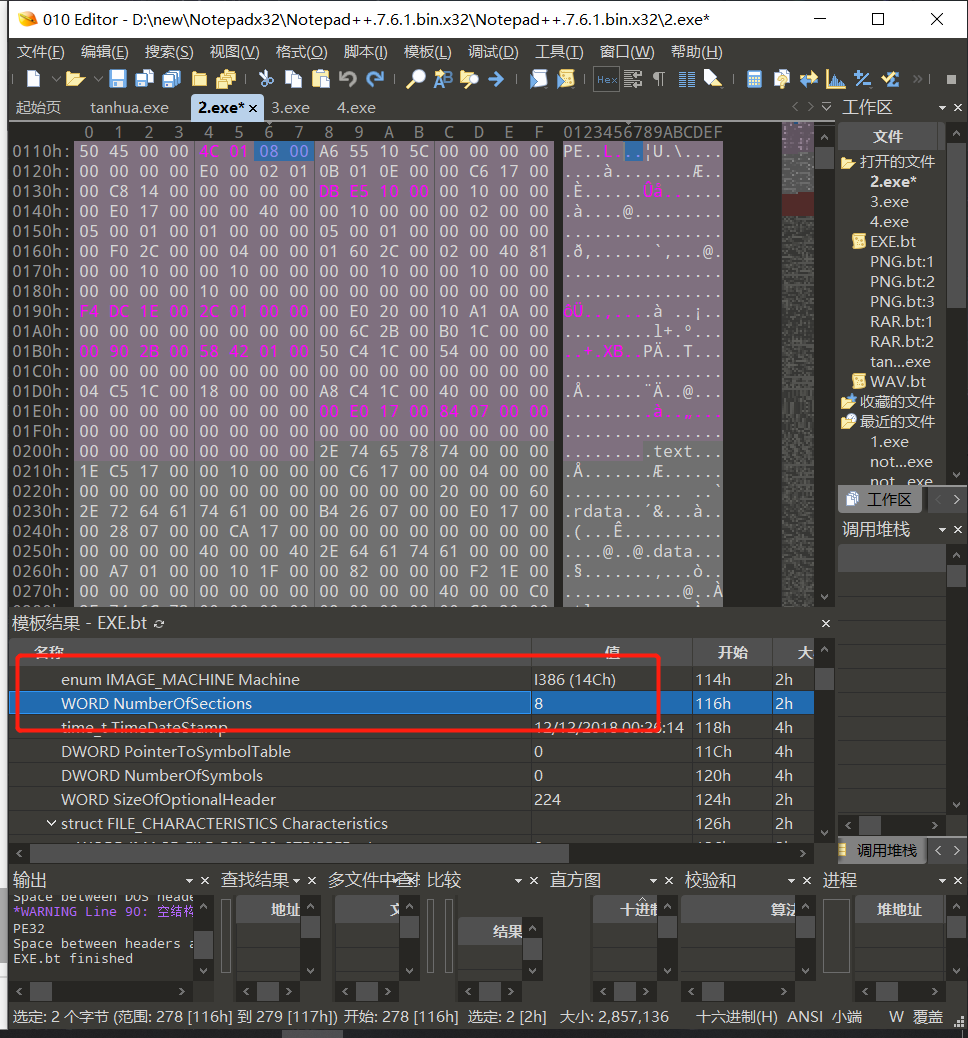 010 Editor - D:\new\Notepadx32\Notepad++.7.6.1.bin.x32\Notepad++.7.6.1.bin.x32\2.exe*
文件(F) 编辑(E) 搜索(S) 视图(V) 格式(O) 脚本(I) 模板(L) 调试(D) 工具(T) 窗口(W) 帮助(H)
起始页 tanhua.exe 2.exe* 3.exe 4.exe
0 1 2 3 4 5 6 7 8 9 A B C D E F 0123456789ABCDEF
0110h: 50 45 00 00 4C 01 08 00 A6 55 10 5C 00 00 00 00 PE..L...¦U.\....
0120h: 00 00 00 00 E0 00 02 01 0B 01 0E 00 00 C6 17 00 ....à........Æ..
0130h: 00 C8 14 00 00 00 00 00 DB E5 10 00 00 10 00 00 .È......Ûå......
0140h: 00 E0 17 00 00 00 40 00 00 10 00 00 00 02 00 00 .à....@.........
0150h: 05 00 01 00 01 00 00 00 05 00 01 00 00 00 00 00 ................
0160h: 00 F0 2C 00 00 04 00 00 01 60 2C 00 02 00 40 81 .ð,......`,...@.
0170h: 00 00 10 00 00 10 00 00 00 00 10 00 00 10 00 00 ................
0180h: 00 00 00 00 10 00 00 00 00 00 00 00 00 00 00 00 ................
0190h: F4 DC 1E 00 2C 01 00 00 00 E0 20 00 10 A1 0A 00 ôÜ..,....à ..¡..
01A0h: 00 00 00 00 00 00 00 00 00 6C 2B 00 B0 1C 00 00 .........l+.°...
01B0h: 00 90 2B 00 58 42 01 00 50 C4 1C 00 54 00 00 00 ..+.XB..PÄ..T...
01C0h: 00 00 00 00 00 00 00 00 00 00 00 00 00 00 00 00 ................
01D0h: 04 C5 1C 00 18 00 00 00 A8 C4 1C 00 40 00 00 00 .Å......¨Ä..@...
01E0h: 00 00 00 00 00 00 00 00 00 E0 17 00 84 07 00 00 .........à......
01F0h: 00 00 00 00 00 00 00 00 00 00 00 00 00 00 00 00 ................
0200h: 00 00 00 00 00 00 00 00 2E 74 65 78 74 00 00 00 .........text...
0210h: 1E C5 17 00 00 10 00 00 00 C6 17 00 00 04 00 00 .Å.......Æ......
0220h: 00 00 00 00 00 00 00 00 00 00 00 00 20 00 00 60 ............ ..`
0230h: 2E 72 64 61 74 61 00 00 B4 26 07 00 00 E0 17 00 .rdata..´&...à..
0240h: 00 28 07 00 00 CA 17 00 00 00 00 00 00 00 00 00 .(...Ê..........
0250h: 00 00 00 00 40 00 00 40 2E 64 61 74 61 00 00 00 ....@..@.data...
0260h: 00 A7 01 00 00 10 1F 00 00 82 00 00 00 F2 1E 00 .§.......‚...ò..
0270h: 00 00 00 00 00 00 00 00 00 00 00 00 40 00 00 C0 ............@..À
工作区
文件
打开的文件
2.exe*
3.exe
4.exe
EXE.bt
PNG.bt:1
PNG.bt:2
PNG.bt:3
RAR.bt:1
RAR.bt:2
tan...exe
WAV.bt
收藏的文件
最近的文件
1.exe
not...exe
not...exe
工作区
调用堆栈
调用堆栈
模板结果 - EXE.bt
名称 值 开始
enum IMAGE_MACHINE Machine I386 (14Ch) 114h 2h
WORD NumberOfSections 8 116h 2h
time_t TimeDateStamp 12/12/2018 00:26:14 118h 4h
DWORD PointerToSymbolTable 0 11Ch 4h
DWORD NumberOfSymbols 0 120h 4h
WORD SizeOfOptionalHeader 224 124h 2h
struct FILE_CHARACTERISTICS Characteristics 126h 2h
输出 查找结果 多文件中查找 比较 直方图 校验和 进程
地址 文 结果 十进制 算法 堆地址
Space between DOS heade
*WARNING Line 90: 空结构
PE32
Space between headers a
EXE.bt finished
选定: 2 个字节 (范围: 278 [116h] 到 279 [117h]) 开始: 278 [116h] 选定: 2 [2h] 大小: 2,857,136 十六进制(H) ANSI 小端 W 覆盖